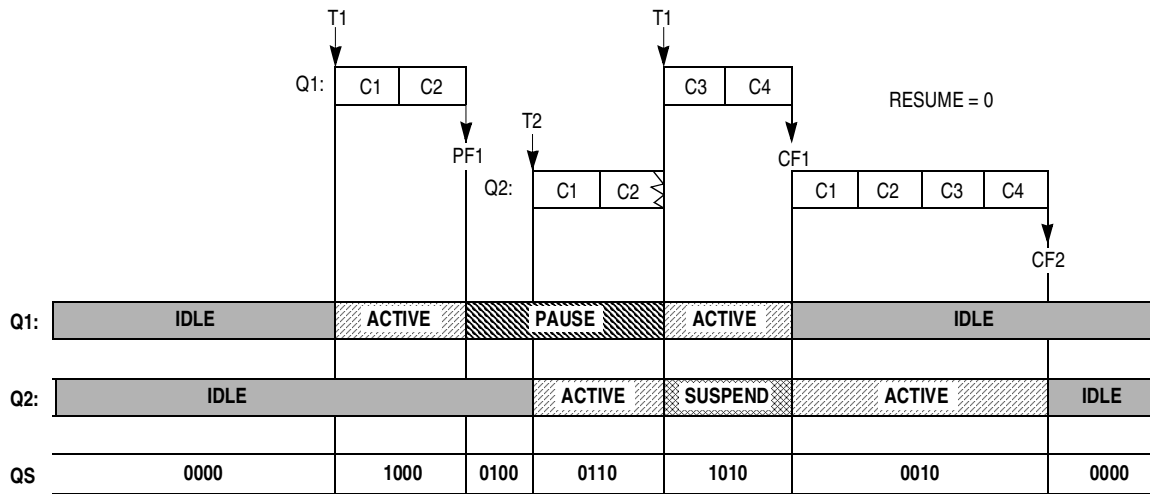 T1 T1
Q1: C1 C2 C3 C4
RESUME = 0
T2
PF1 CF1
Q2: C1 C2 C1 C2 C3 C4
CF2
Q1: IDLE ACTIVE PAUSE ACTIVE IDLE
Q2: IDLE ACTIVE SUSPEND ACTIVE IDLE
QS 0000 1000 0100 0110 1010 0010 0000